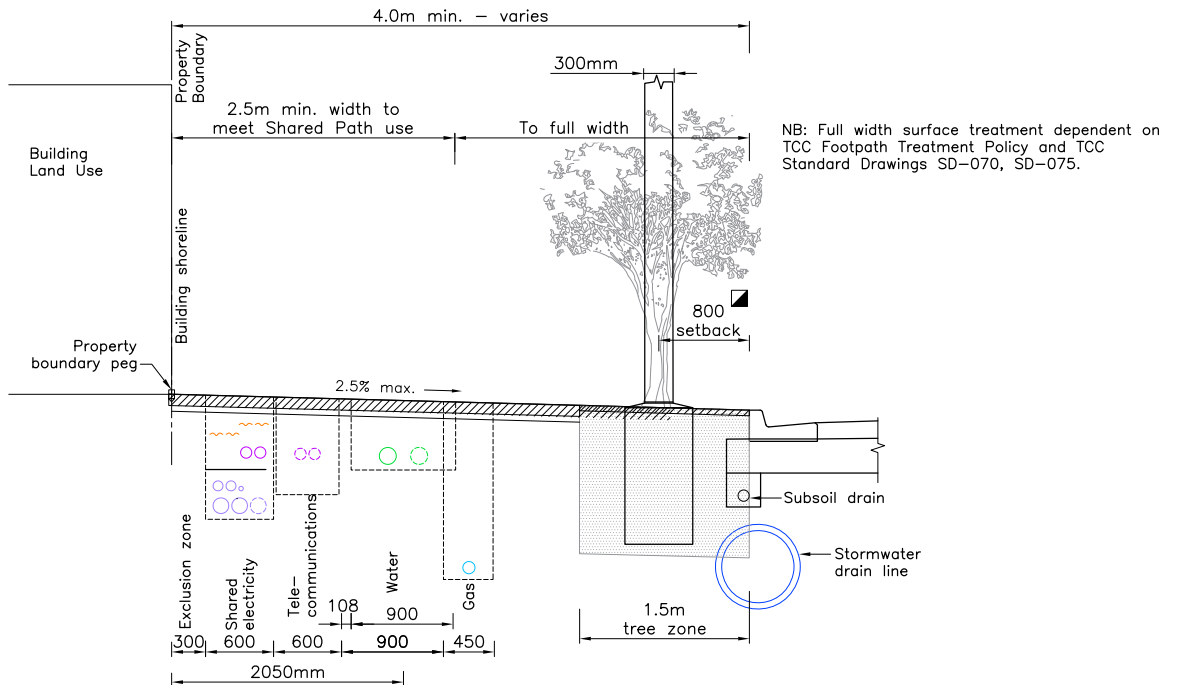 4.0m min. – varies
Property
Boundary
300mm
2.5m min. width to
meet Shared Path use
To full width
NB: Full width surface treatment dependent on
TCC Footpath Treatment Policy and TCC
Standard Drawings SD–070, SD–075.
Building
Land Use
Building shoreline
800
setback
Property
boundary peg
2.5% max.
Subsoil drain
Stormwater
drain line
Exclusion zone
Shared
electricity
Tele–
communications
Water
Gas
108
900
1.5m
tree zone
300
600
600
900
450
2050mm